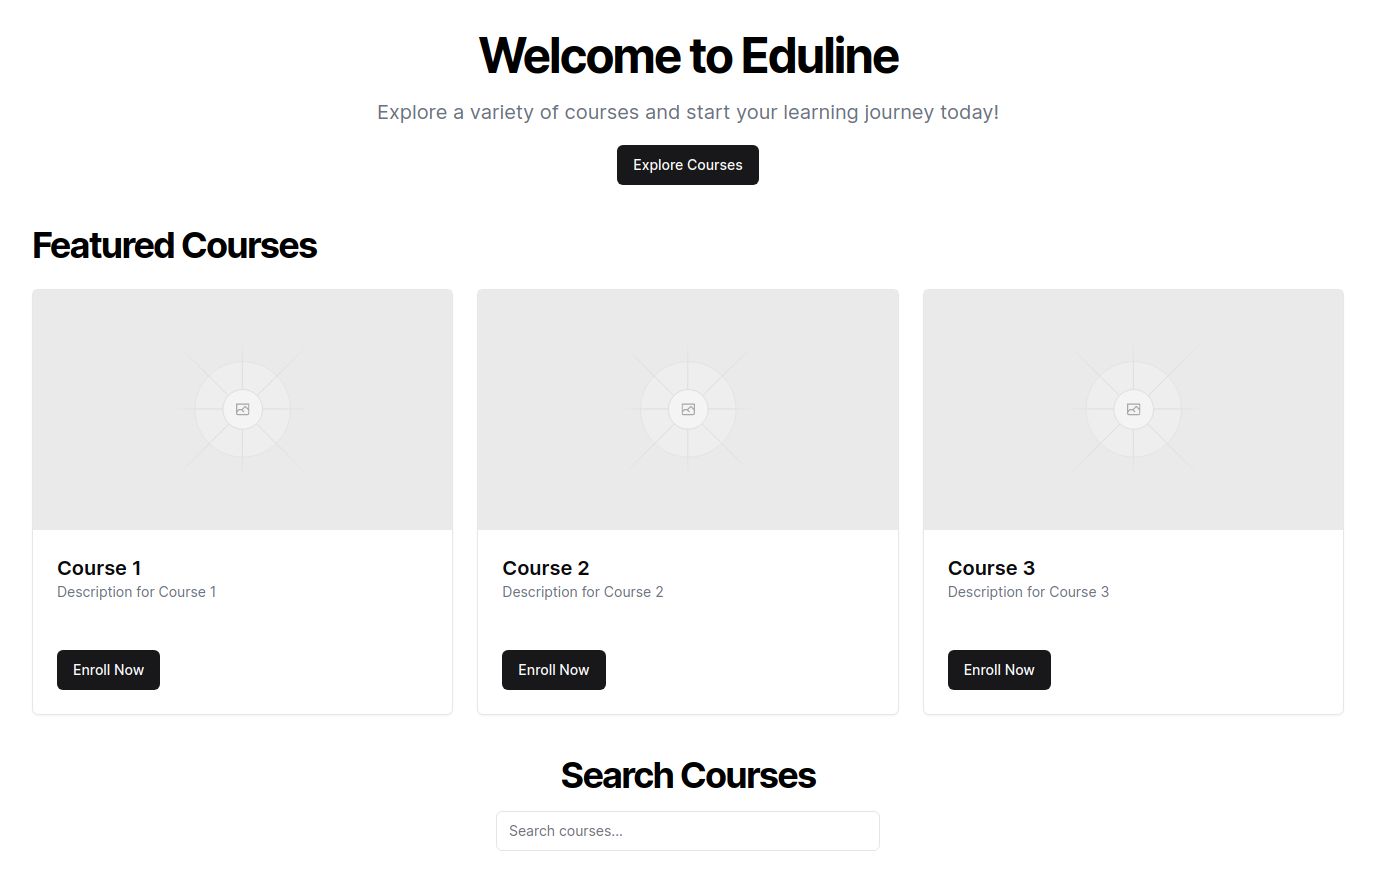 Welcome to Eduline
Explore a variety of courses and start your learning journey today!
Explore Courses
Featured Courses
Course 1
Description for Course 1
Enroll Now
Course 2
Description for Course 2
Enroll Now
Course 3
Description for Course 3
Enroll Now
Search Courses
Search courses...